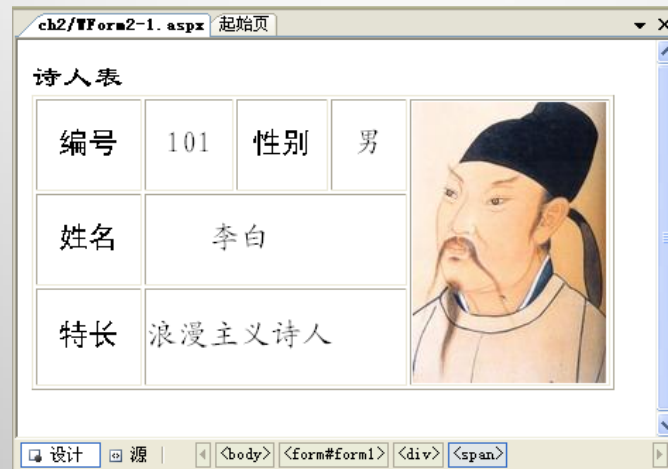 ch2/WForm2-1.aspx 起始页
诗人表
编号 101 性别 男
姓名 李白
特长 浪漫主义诗人
设计 源 <body> <form#form1> <div> <span>